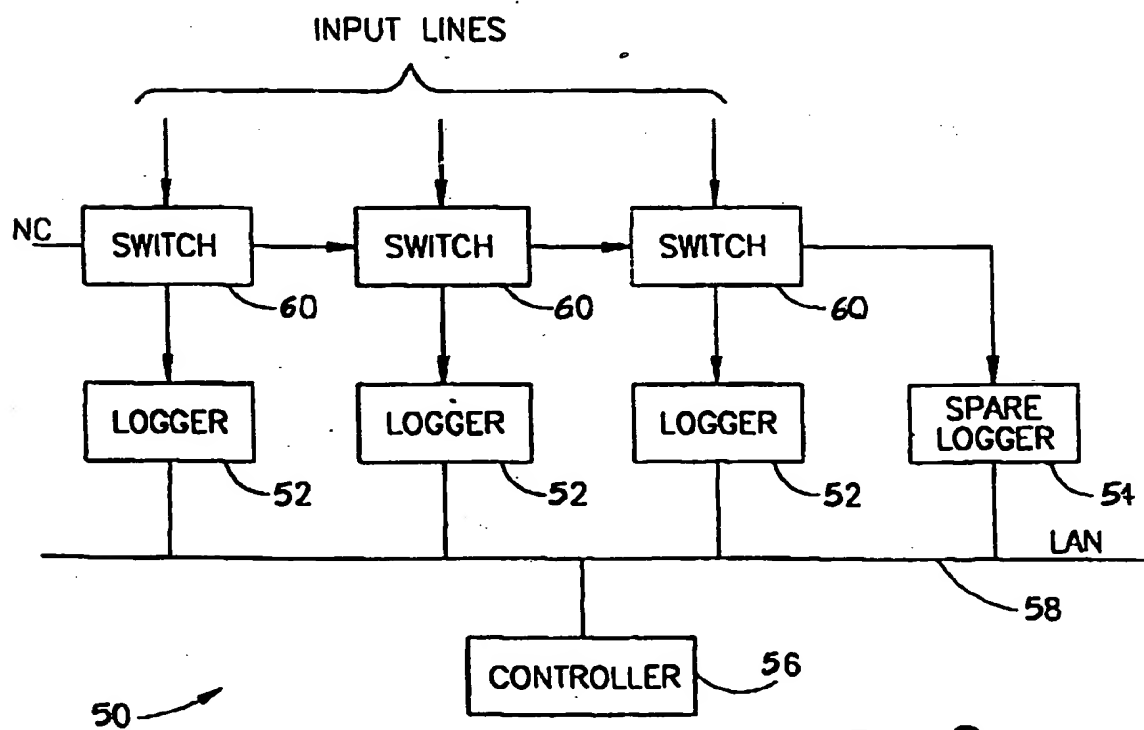 INPUT LINES
NC
SWITCH
SWITCH
SWITCH
60
60
60
LOGGER
LOGGER
LOGGER
SPARE
LOGGER
52
52
52
54
LAN
58
CONTROLLER
56
50